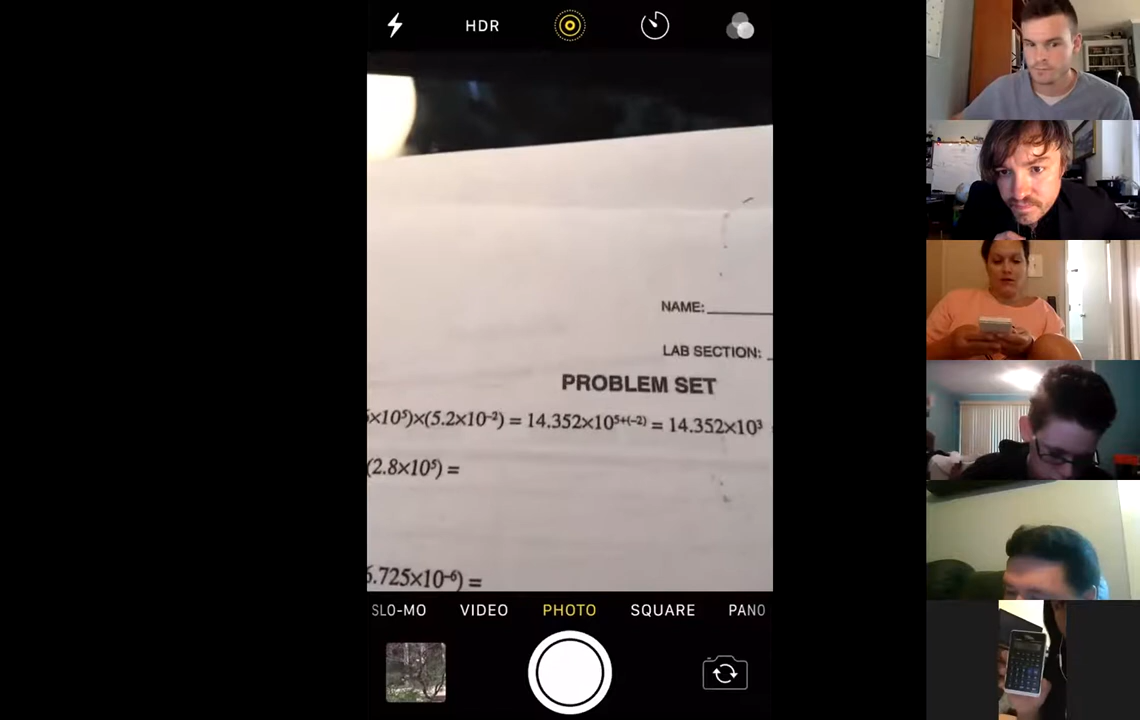 HDR
NAME:
LAB SECTION:
PROBLEM SET
×10⁵)×(5.2×10⁻²) = 14.352×10⁵⁺⁽⁻²⁾ = 14.352×10³
(2.8×10⁵) =
6.725×10⁻⁶) =
SLO-MO VIDEO PHOTO SQUARE PANO